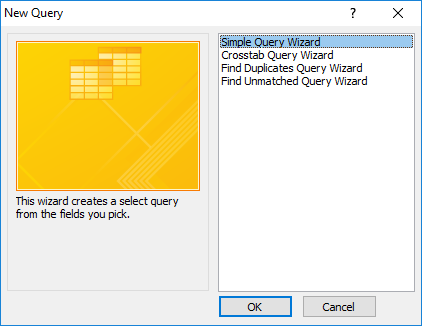 New Query
?
Simple Query Wizard
Crosstab Query Wizard
Find Duplicates Query Wizard
Find Unmatched Query Wizard
This wizard creates a select query
from the fields you pick.
OK
Cancel